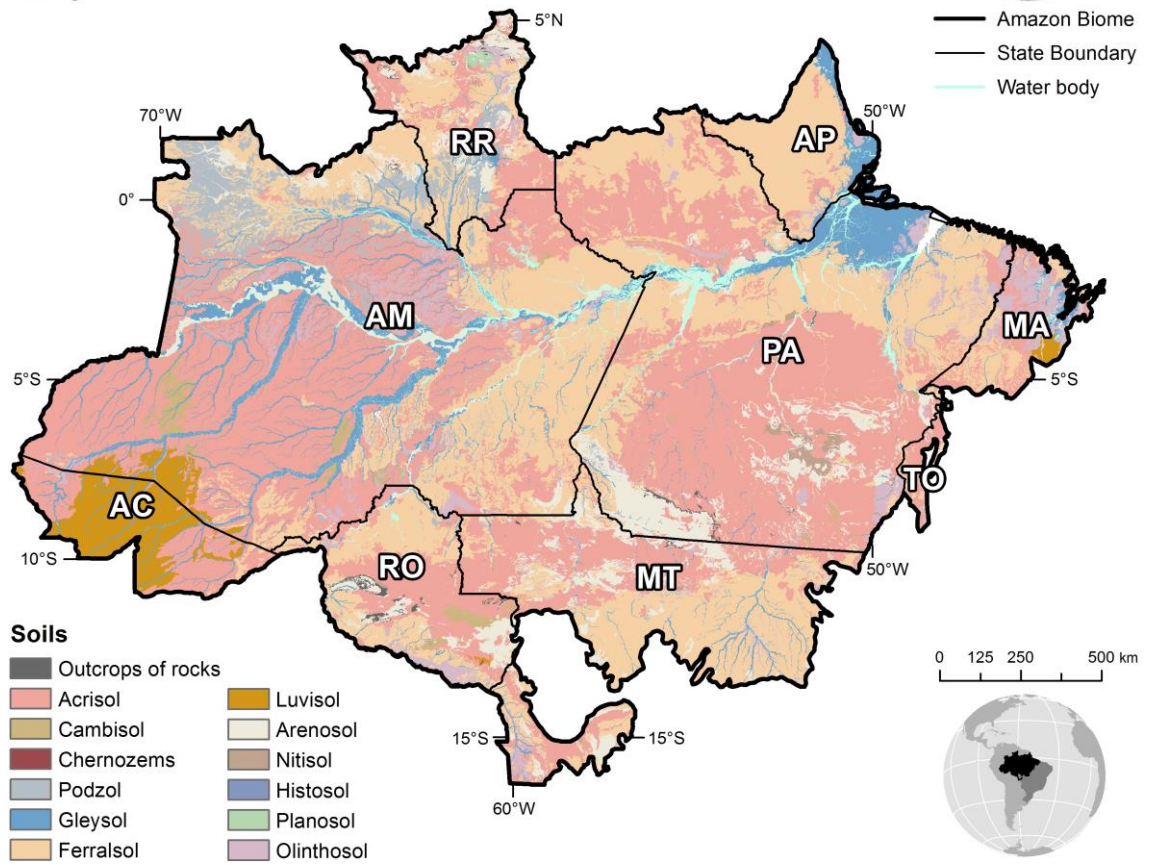 5°N
Amazon Biome
State Boundary
Water body
70°W
50°W
RR
AP
0°
AM
PA
MA
5°S
5°S
AC
TO
10°S
50°W
RO
MT
Soils
Outcrops of rocks
Acrisol
Cambisol
Chernozems
Podzol
Gleysol
Ferralsol
Luvisol
Arenosol
Nitisol
Histosol
Planosol
Olinthosol
15°S
15°S
60°W
0 125 250 500 km